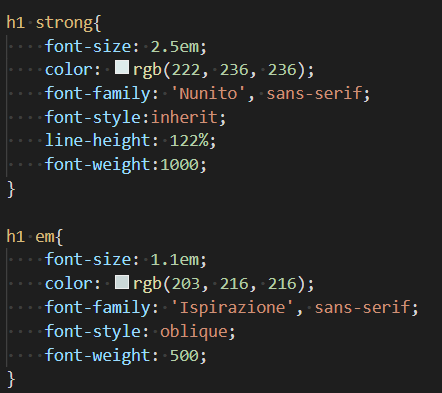 h1 strong{
font-size: 2.5em;
color: rgb(222, 236, 236);
font-family: 'Nunito', sans-serif;
font-style:inherit;
line-height: 122%;
font-weight:1000;
}
h1 em{
font-size: 1.1em;
color: rgb(203, 216, 216);
font-family: 'Ispirazione', sans-serif;
font-style: oblique;
font-weight: 500;
}